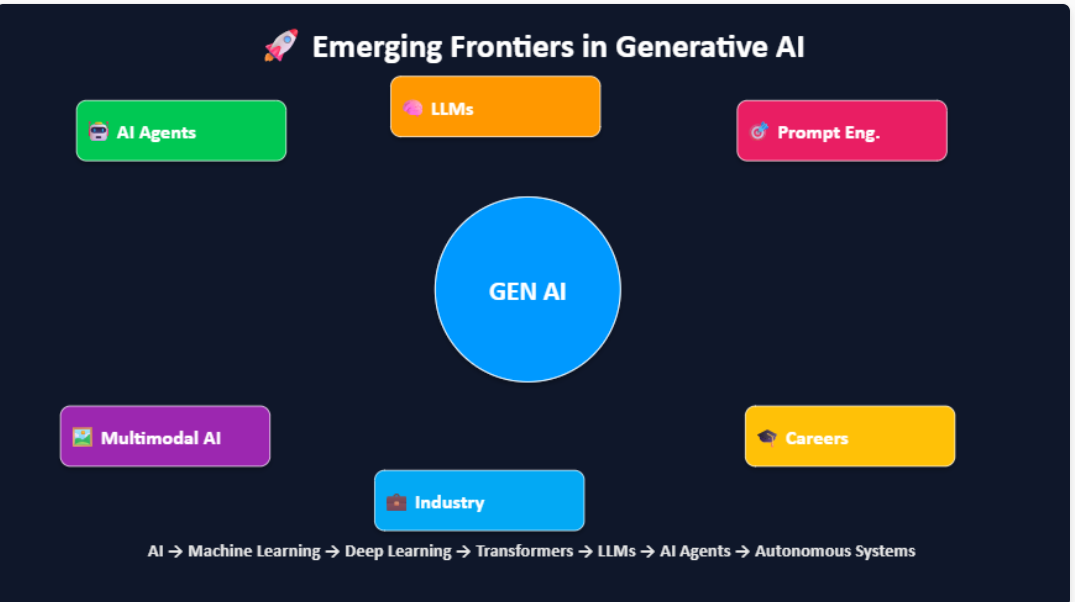 🚀 Emerging Frontiers in Generative AI
🤖 AI Agents
🧠 LLMs
🎯 Prompt Eng.
GEN AI
🖼️ Multimodal AI
🎓 Careers
💼 Industry
AI → Machine Learning → Deep Learning → Transformers → LLMs → AI Agents → Autonomous Systems